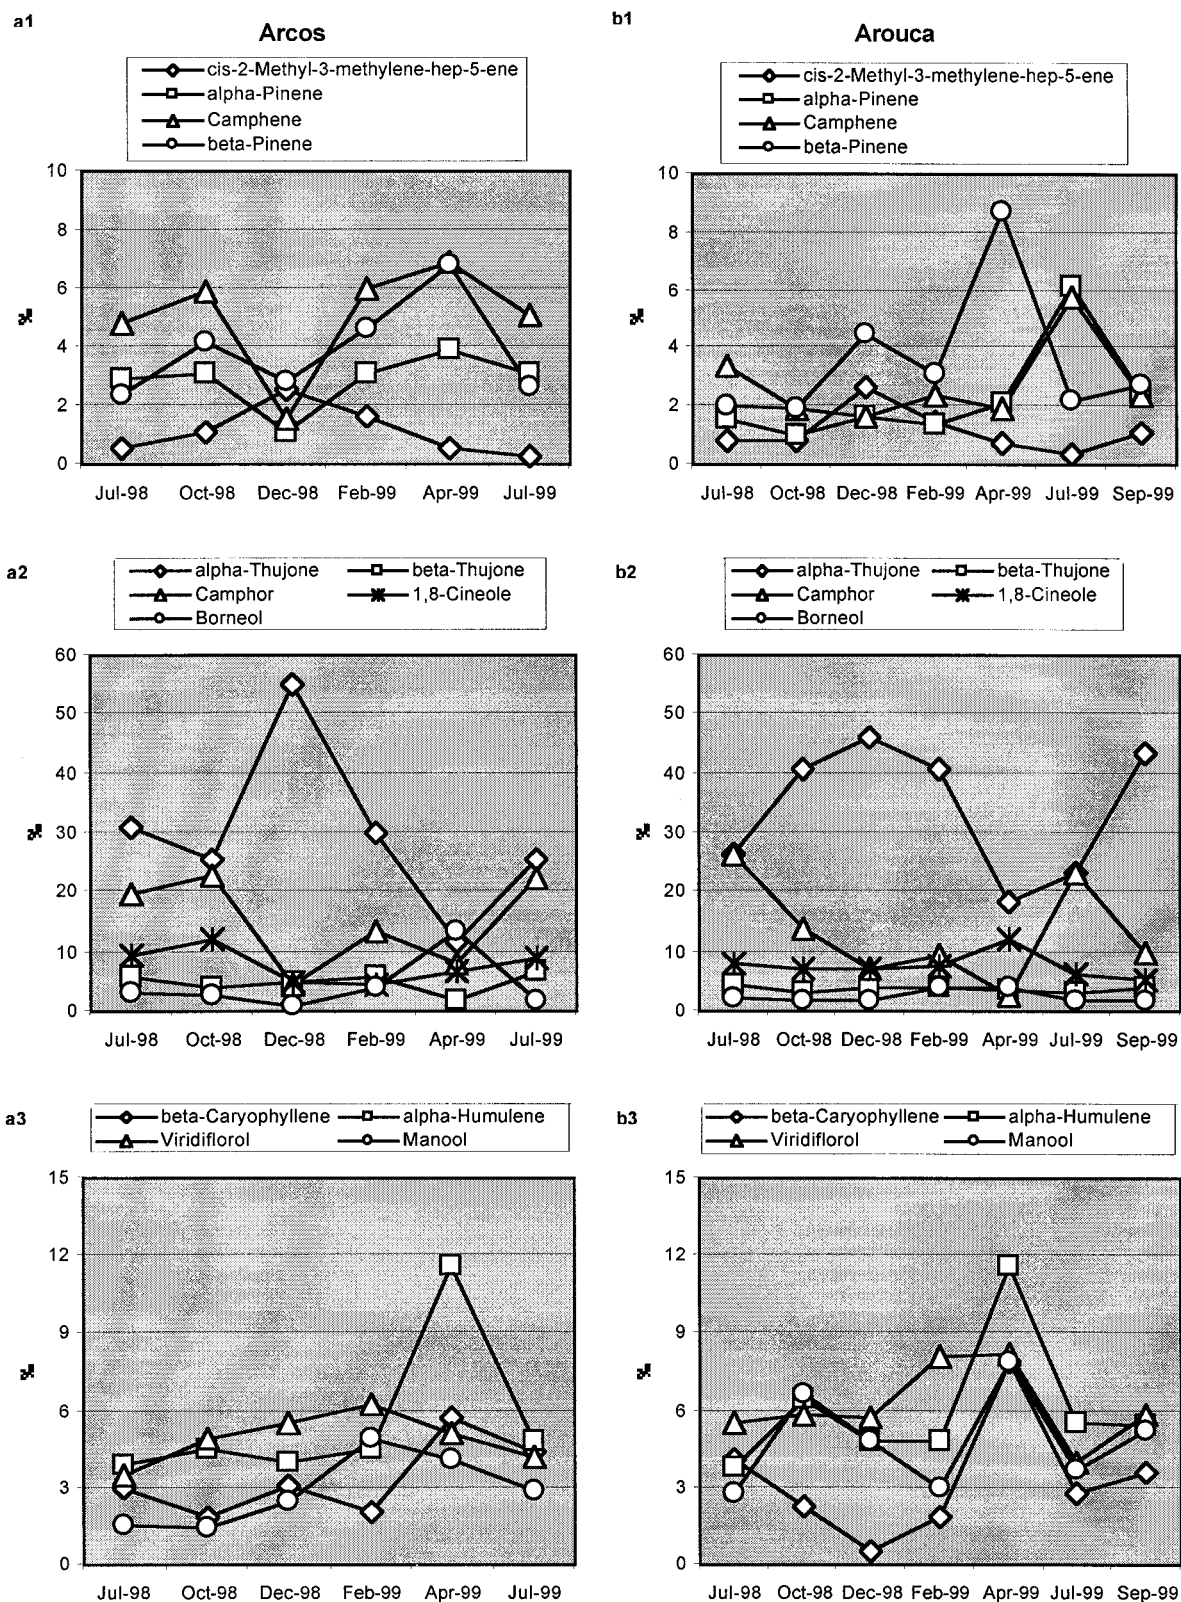 a1
Arcos
cis-2-Methyl-3-methylene-hep-5-ene
alpha-Pinene
Camphene
beta-Pinene
10
8
6
4
2
0
%
Jul-98 Oct-98 Dec-98 Feb-99 Apr-99 Jul-99
b1
Arouca
cis-2-Methyl-3-methylene-hep-5-ene
alpha-Pinene
Camphene
beta-Pinene
10
8
6
4
2
0
%
Jul-98 Oct-98 Dec-98 Feb-99 Apr-99 Jul-99 Sep-99
a2
alpha-Thujone beta-Thujone
Camphor 1,8-Cineole
Borneol
60
50
40
30
20
10
0
%
Jul-98 Oct-98 Dec-98 Feb-99 Apr-99 Jul-99
b2
alpha-Thujone beta-Thujone
Camphor 1,8-Cineole
Borneol
60
50
40
30
20
10
0
%
Jul-98 Oct-98 Dec-98 Feb-99 Apr-99 Jul-99 Sep-99
a3
beta-Caryophyllene alpha-Humulene
Viridiflorol Manool
15
12
9
6
3
0
%
Jul-98 Oct-98 Dec-98 Feb-99 Apr-99 Jul-99
b3
beta-Caryophyllene alpha-Humulene
Viridiflorol Manool
15
12
9
6
3
0
%
Jul-98 Oct-98 Dec-98 Feb-99 Apr-99 Jul-99 Sep-99